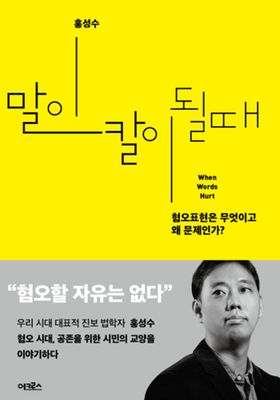 홍성수
말이
칼이
될 때
When
Words
Hurt
혐오표현은 무엇이고
왜 문제인가?
“혐오할 자유는 없다”
우리 시대 대표적 진보 법학자 홍성수
혐오 시대, 공존을 위한 시민의 교양을
이야기하다
어크로스